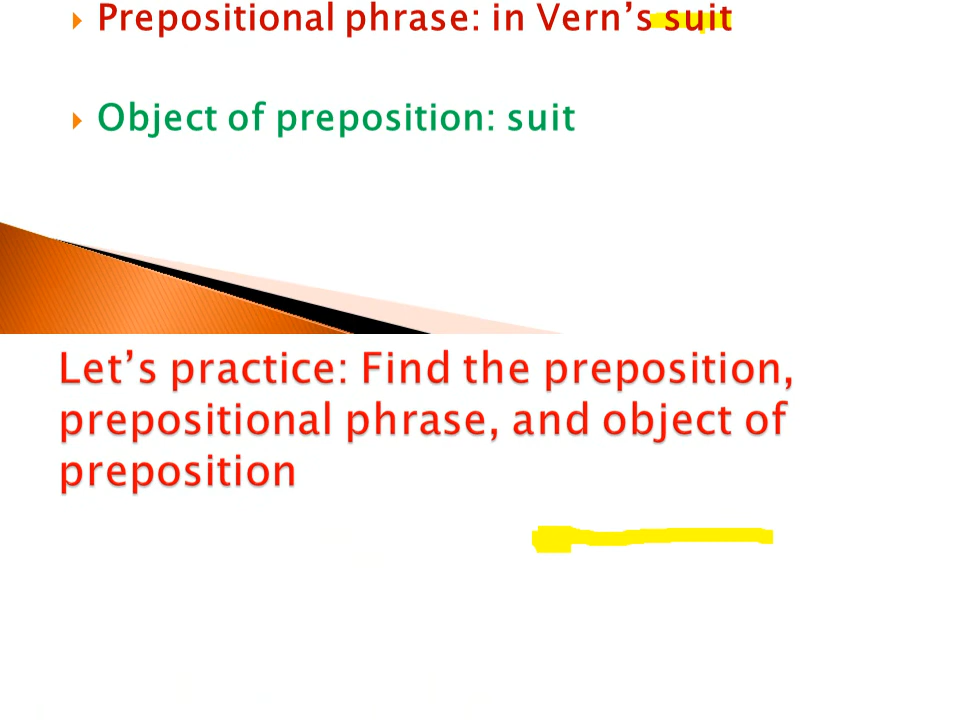 Prepositional phrase: in Vern’s suit
Object of preposition: suit
Let’s practice: Find the preposition,
prepositional phrase, and object of
preposition